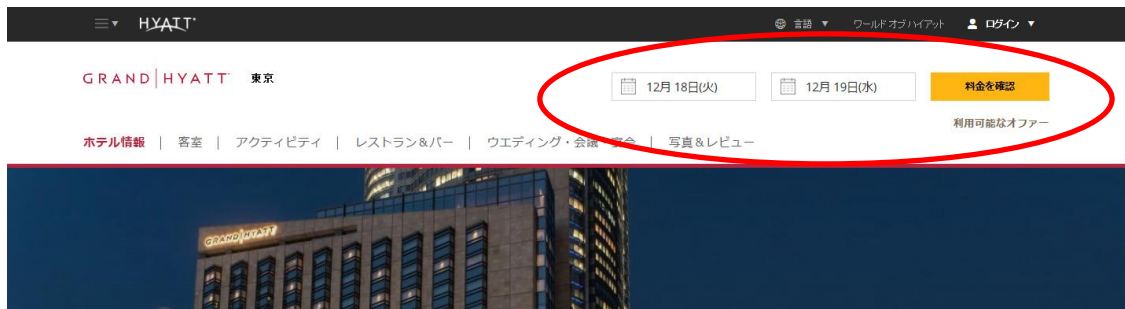 HYATT 言語 ワールド オブ ハイアット ログイン
GRAND HYATT 東京 12月 18日(火) 12月 19日(水) 料金を確認
利用可能なオファー
ホテル情報 | 客室 | アクティビティ | レストラン&バー | ウエディング・会議・宴会 | 写真&レビュー
GRAND HYATT